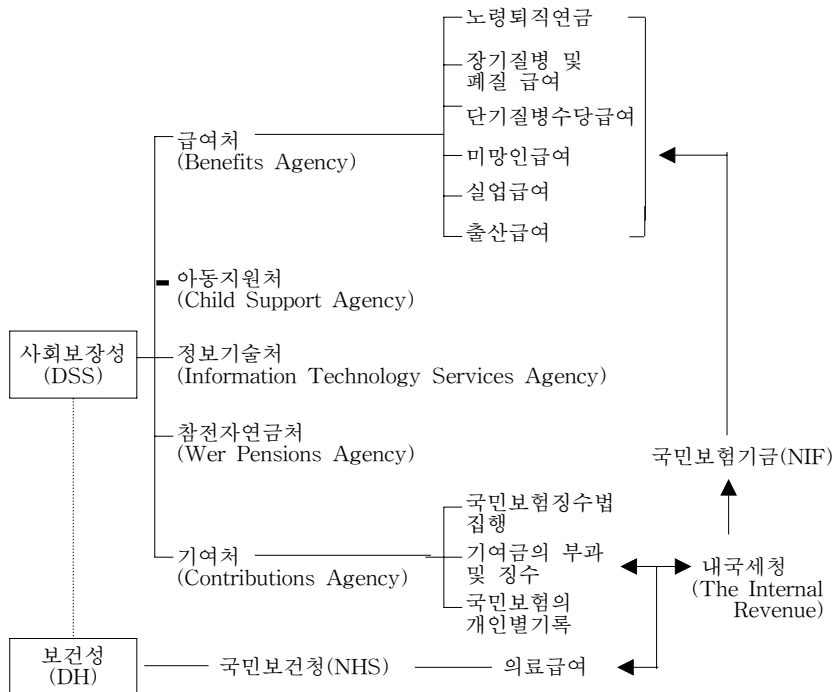 노령퇴직연금
장기질병 및
폐질 급여
단기질병수당급여
급여처
(Benefits Agency)
미망인급여
실업급여
출산급여
아동지원처
(Child Support Agency)
사회보장성
(DSS)
정보기술처
(Information Technology Services Agency)
참전자연금처
(Wer Pensions Agency)
국민보험기금(NIF)
국민보험징수법
집행
기여처
(Contributions Agency)
기여금의 부과
및 징수
내국세청
(The Internal
Revenue)
국민보험의
개인별기록
보건성
(DH)
국민보건청(NHS)
의료급여